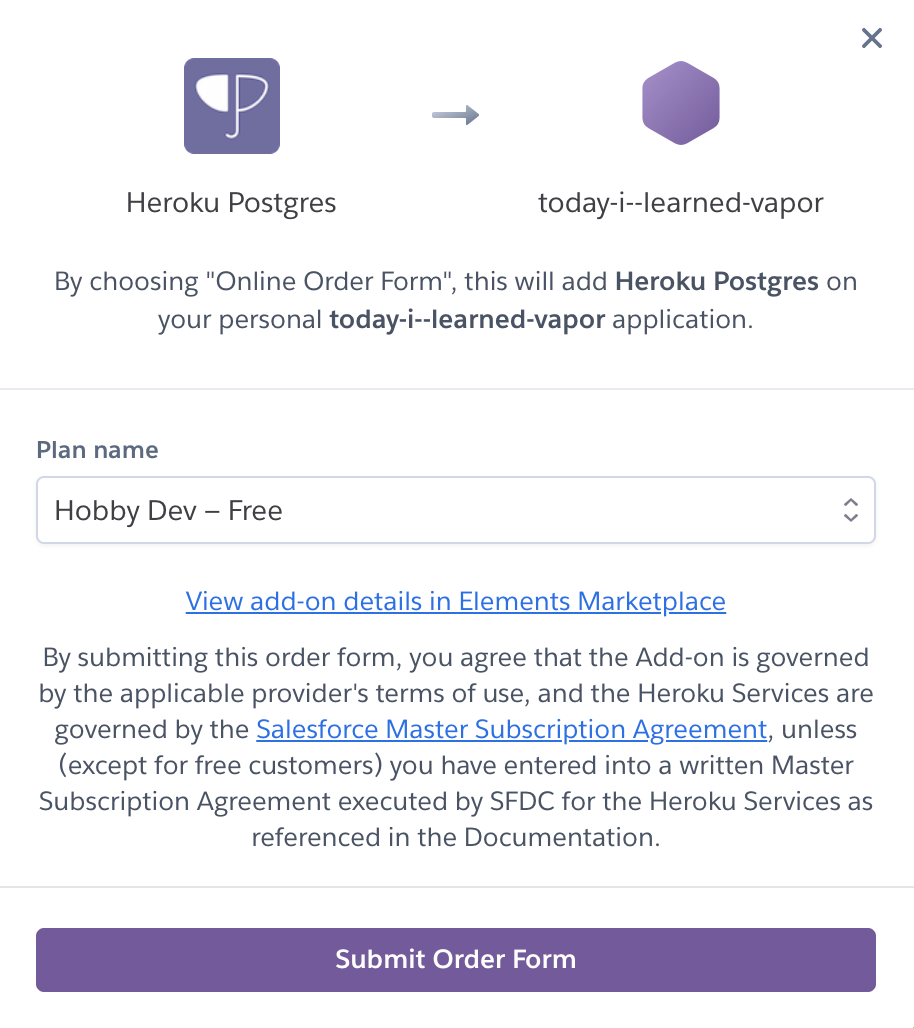 Heroku Postgres
today-i--learned-vapor
By choosing "Online Order Form", this will add Heroku Postgres on
your personal today-i--learned-vapor application.
Plan name
Hobby Dev – Free
View add-on details in Elements Marketplace
By submitting this order form, you agree that the Add-on is governed
by the applicable provider's terms of use, and the Heroku Services are
governed by the Salesforce Master Subscription Agreement, unless
(except for free customers) you have entered into a written Master
Subscription Agreement executed by SFDC for the Heroku Services as
referenced in the Documentation.
Submit Order Form